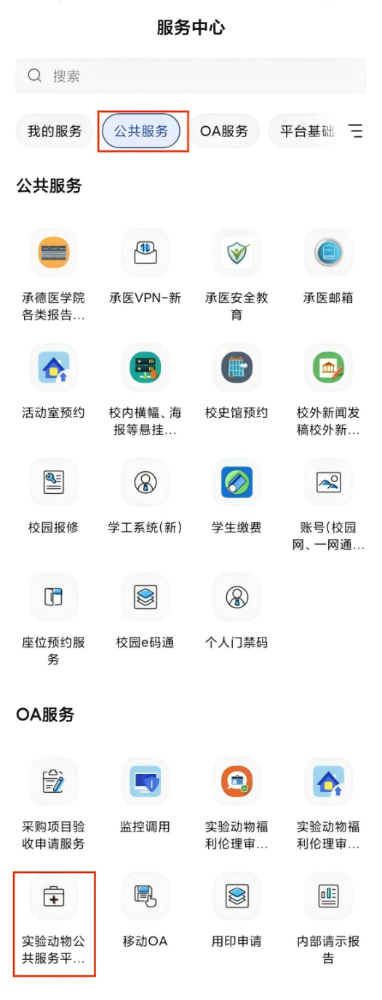 服务中心
搜索
我的服务 公共服务 OA服务 平台基础
公共服务
承德医学院 承医VPN-新 承医安全教 承医邮箱
各类报告... 育
活动室预约 校内横幅、海 校史馆预约 校外新闻发
报等悬挂... 稿校外新...
校园报修 学工系统(新) 学生缴费 账号(校园
网、一网通...
座位预约服 校园e码通 个人门禁码
务
OA服务
采购项目验 监控调用 实验动物福 实验动物福
收申请服务 利伦理审... 利伦理审...
实验动物公 移动OA 用印申请 内部请示报
共服务平... 告